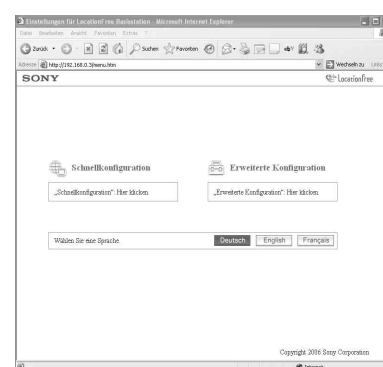 Einstellungen für LocationFree Basisstation - Microsoft Internet Explorer
Datei Bearbeiten Ansicht Favoriten Extras ?
Zurück Suchen Favoriten
Adresse http://192.168.0.3/menu.htm Wechseln zu Links
SONY LocationFree
Schnellkonfiguration Erweiterte Konfiguration
„Schnellkonfiguration“: Hier klicken. „Erweiterte Konfiguration“: Hier klicken.
Wählen Sie eine Sprache. Deutsch English Français
Copyright 2006 Sony Corporation
Internet